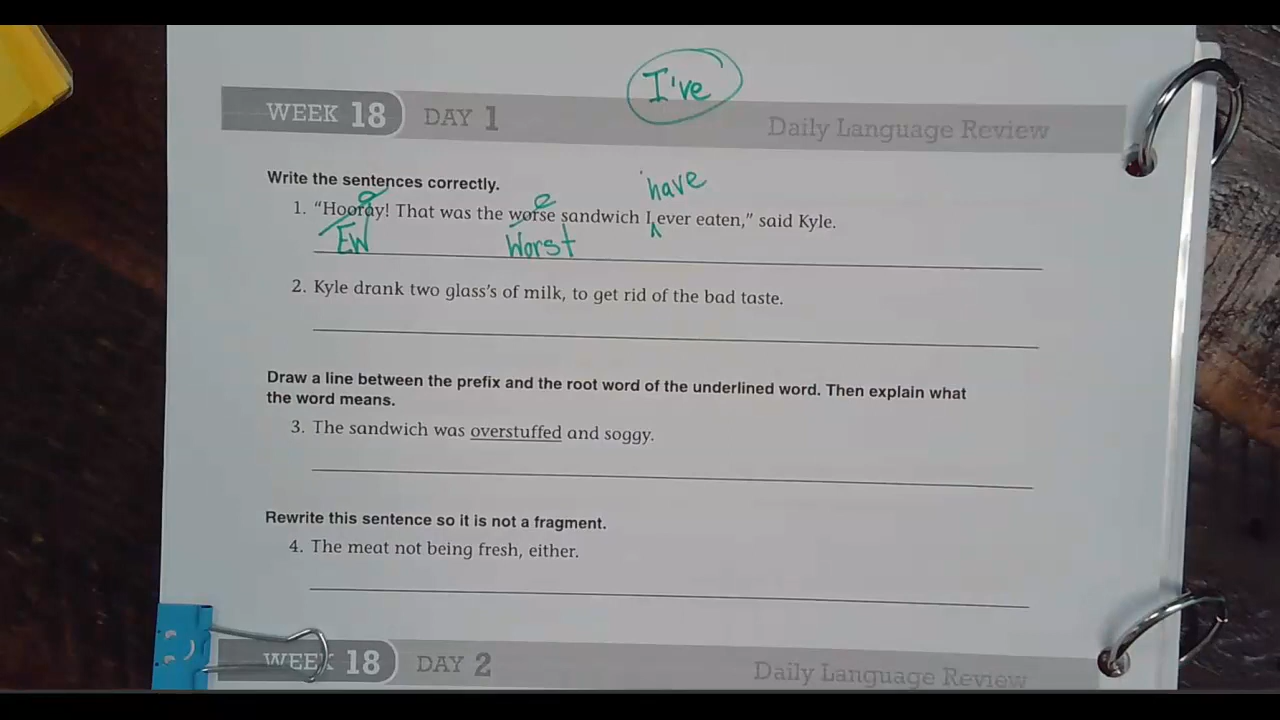 I've
WEEK 18 DAY 1 Daily Language Review
Write the sentences correctly.
have
1. "Hooray! That was the worse sandwich I ever eaten," said Kyle.
Ew Worst
2. Kyle drank two glass's of milk, to get rid of the bad taste.
Draw a line between the prefix and the root word of the underlined word. Then explain what
the word means.
3. The sandwich was overstuffed and soggy.
Rewrite this sentence so it is not a fragment.
4. The meat not being fresh, either.
WEEK 18 DAY 2 Daily Language Review